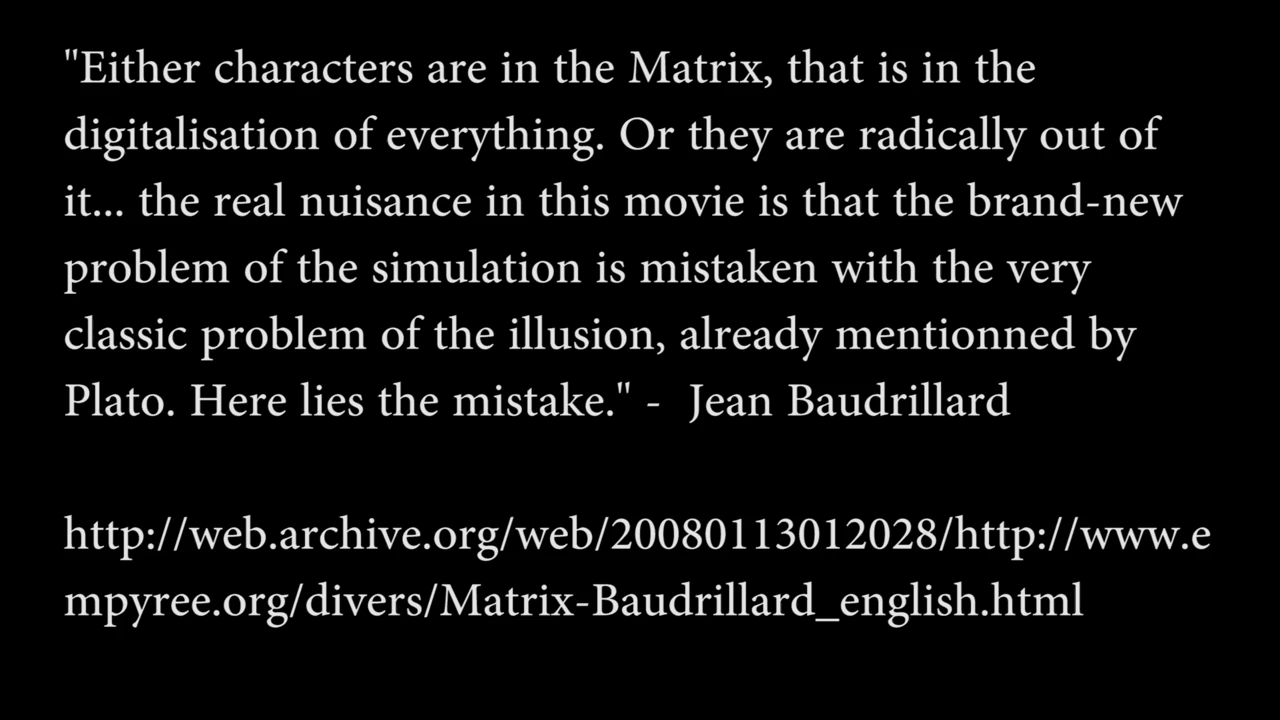 "Either characters are in the Matrix, that is in the
digitalisation of everything. Or they are radically out of
it... the real nuisance in this movie is that the brand-new
problem of the simulation is mistaken with the very
classic problem of the illusion, already mentionned by
Plato. Here lies the mistake." -  Jean Baudrillard
http://web.archive.org/web/20080113012028/http://www.e
mpyree.org/divers/Matrix-Baudrillard_english.html